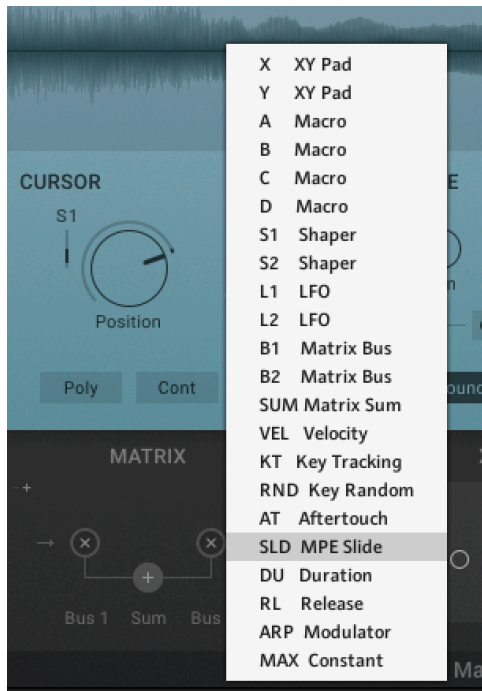 X XY Pad
Y XY Pad
A Macro
B Macro
C Macro
D Macro
S1 Shaper
S2 Shaper
L1 LFO
L2 LFO
B1 Matrix Bus
B2 Matrix Bus
SUM Matrix Sum
VEL Velocity
KT Key Tracking
RND Key Random
AT Aftertouch
SLD MPE Slide
DU Duration
RL Release
ARP Modulator
MAX Constant
CURSOR
S1
Position
Poly Cont
MATRIX
Bus 1 Sum Bus